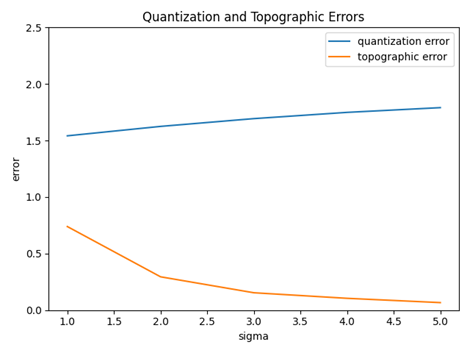 Quantization and Topographic Errors
quantization error
topographic error
2.5
2.0
1.5
1.0
0.5
0.0
error
1.0 1.5 2.0 2.5 3.0 3.5 4.0 4.5 5.0
sigma